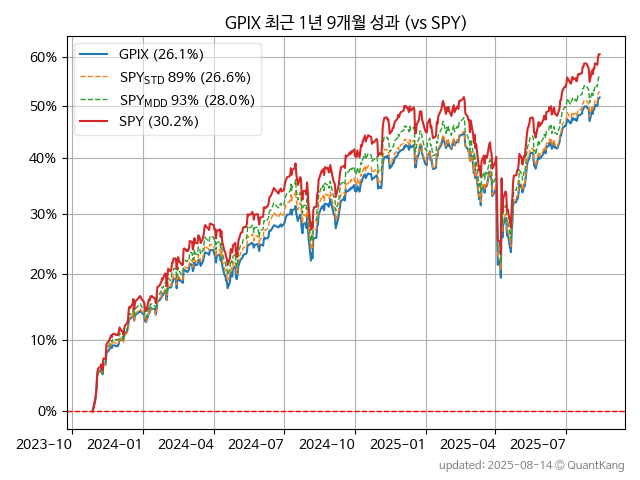 GPIX 최근 1년 9개월 성과 (vs SPY)
GPIX (26.1%)
SPY_STD 89% (26.6%)
SPY_MDD 93% (28.0%)
SPY (30.2%)
60%
50%
40%
30%
20%
10%
0%
2023-10 2024-01 2024-04 2024-07 2024-10 2025-01 2025-04 2025-07
updated: 2025-08-14 © QuantKang